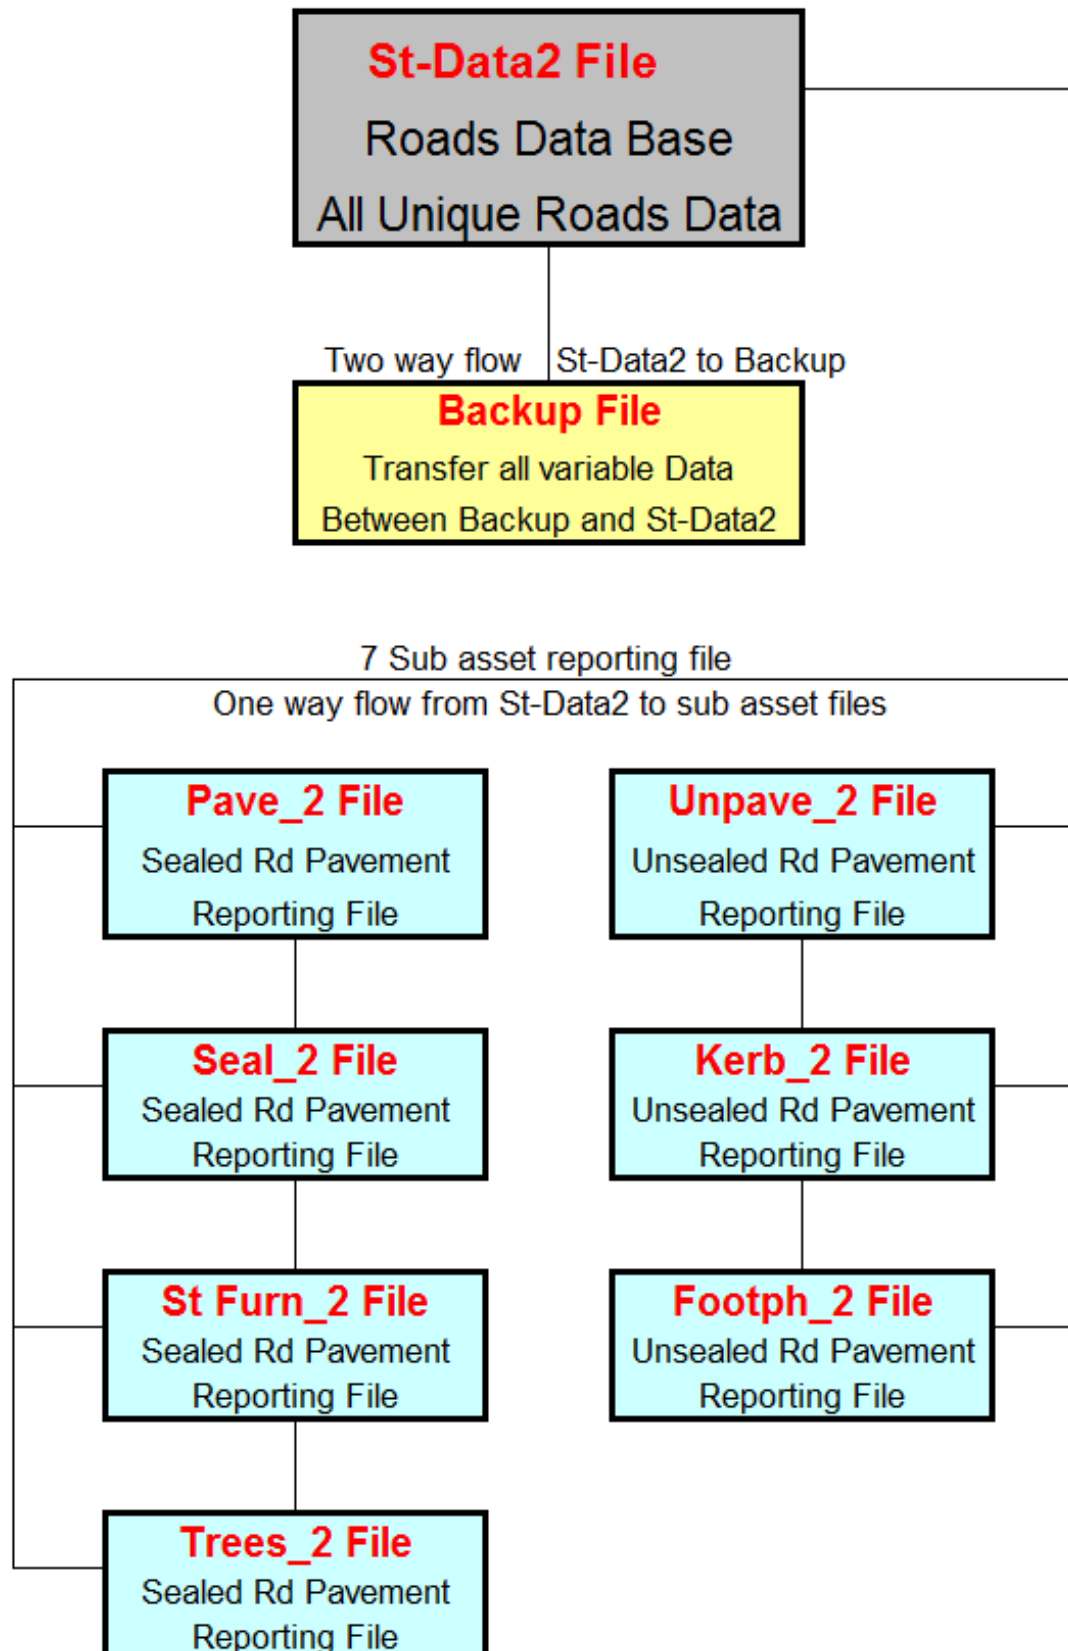 St-Data2 File
Roads Data Base
All Unique Roads Data
Two way flow St-Data2 to Backup
Backup File
Transfer all variable Data
Between Backup and St-Data2
7 Sub asset reporting file
One way flow from St-Data2 to sub asset files
Pave_2 File
Sealed Rd Pavement
Reporting File
Unpave_2 File
Unsealed Rd Pavement
Reporting File
Seal_2 File
Sealed Rd Pavement
Reporting File
Kerb_2 File
Unsealed Rd Pavement
Reporting File
St Furn_2 File
Sealed Rd Pavement
Reporting File
Footph_2 File
Unsealed Rd Pavement
Reporting File
Trees_2 File
Sealed Rd Pavement
Reporting File